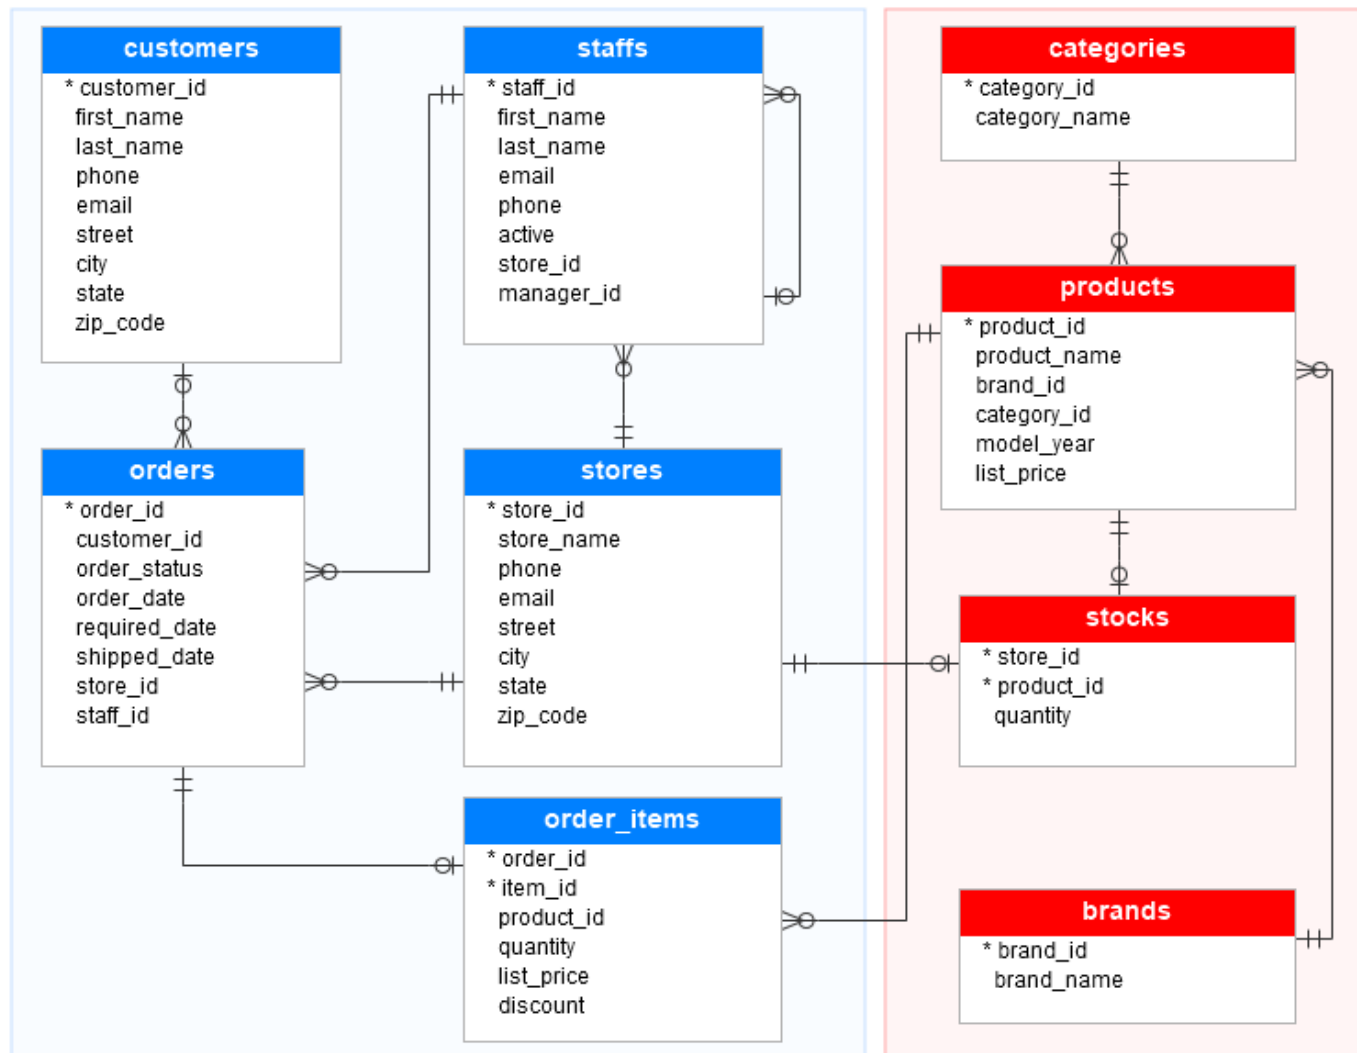 customers
* customer_id
first_name
last_name
phone
email
street
city
state
zip_code
staffs
* staff_id
first_name
last_name
email
phone
active
store_id
manager_id
categories
* category_id
category_name
products
* product_id
product_name
brand_id
category_id
model_year
list_price
orders
* order_id
customer_id
order_status
order_date
required_date
shipped_date
store_id
staff_id
stores
* store_id
store_name
phone
email
street
city
state
zip_code
stocks
* store_id
* product_id
quantity
order_items
* order_id
* item_id
product_id
quantity
list_price
discount
brands
* brand_id
brand_name